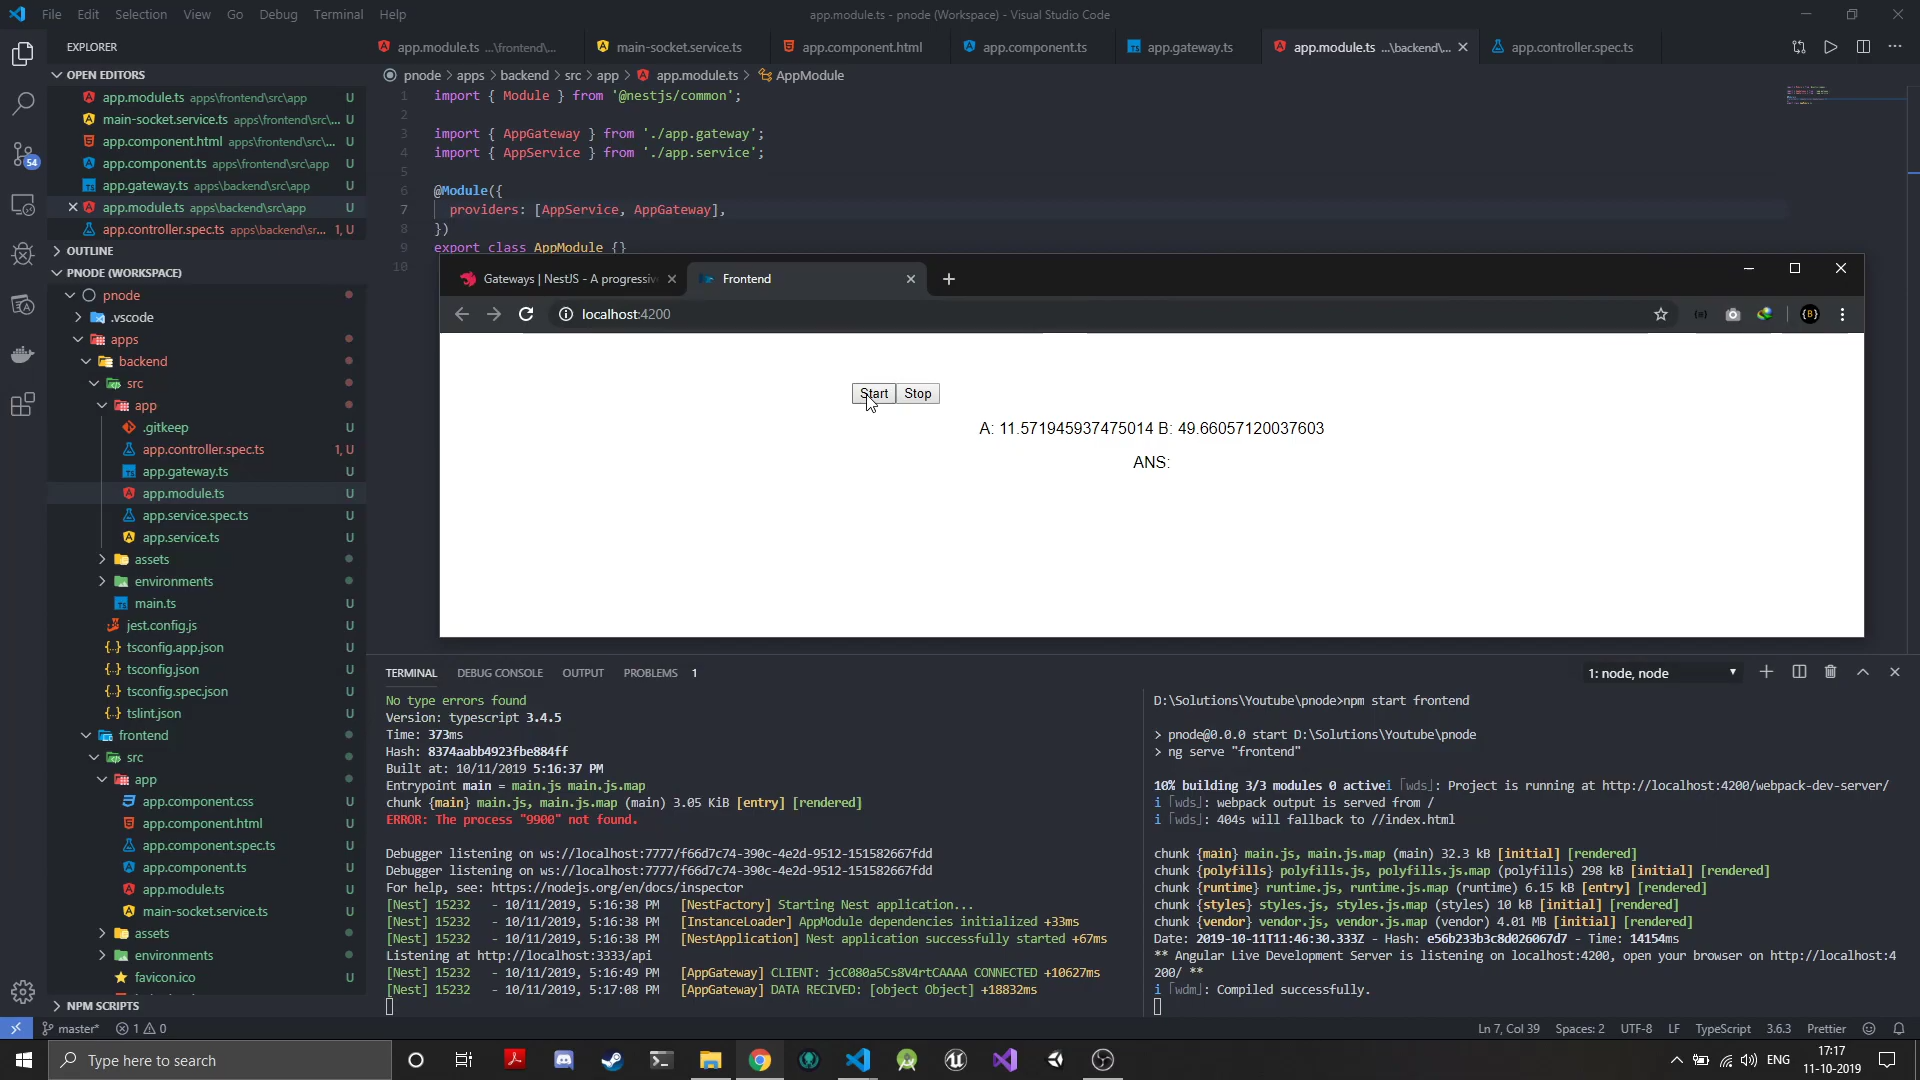 File Edit Selection View Go Debug Terminal Help
app.module.ts - pnode (Workspace) - Visual Studio Code
EXPLORER
app.module.ts ...\frontend\...
main-socket.service.ts
app.component.html
app.component.ts
app.gateway.ts
app.module.ts ...\backend\...
app.controller.spec.ts
OPEN EDITORS
app.module.ts apps\frontend\src\app U
main-socket.service.ts apps\frontend\src\... U
app.component.html apps\frontend\src\... U
app.component.ts apps\frontend\src\app U
app.gateway.ts apps\backend\src\app U
app.module.ts apps\backend\src\app U
app.controller.spec.ts apps\backend\sr... 1, U
OUTLINE
PNODE (WORKSPACE)
pnode
.vscode
apps
backend
src
app
.gitkeep U
app.controller.spec.ts 1, U
app.gateway.ts U
app.module.ts U
app.service.spec.ts U
app.service.ts U
assets
environments
main.ts U
jest.config.js U
tsconfig.app.json U
tsconfig.json U
tsconfig.spec.json U
tslint.json U
frontend
src
app
app.component.css U
app.component.html U
app.component.spec.ts U
app.component.ts U
app.module.ts U
main-socket.service.ts U
assets
environments
favicon.ico U
NPM SCRIPTS
54
pnode > apps > backend > src > app > app.module.ts > AppModule
1 import { Module } from '@nestjs/common';
2
3 import { AppGateway } from './app.gateway';
4 import { AppService } from './app.service';
5
6 @Module({
7 providers: [AppService, AppGateway],
8 })
9 export class AppModule {}
10
Gateways | NestJS - A progressiv
Frontend
localhost:4200
Start Stop
A: 11.571945937475014 B: 49.66057120037603
ANS:
TERMINAL DEBUG CONSOLE OUTPUT PROBLEMS 1
1: node, node
No type errors found
Version: typescript 3.4.5
Time: 373ms
Hash: 8374aabb4923fbe884ff
Built at: 10/11/2019 5:16:37 PM
Entrypoint main = main.js main.js.map
chunk {main} main.js, main.js.map (main) 3.05 KiB [entry] [rendered]
ERROR: The process "9900" not found.
Debugger listening on ws://localhost:7777/f66d7c74-390c-4e2d-9512-151582667fdd
Debugger listening on ws://localhost:7777/f66d7c74-390c-4e2d-9512-151582667fdd
For help, see: https://nodejs.org/en/docs/inspector
[Nest] 15232 - 10/11/2019, 5:16:38 PM [NestFactory] Starting Nest application...
[Nest] 15232 - 10/11/2019, 5:16:38 PM [InstanceLoader] AppModule dependencies initialized +33ms
[Nest] 15232 - 10/11/2019, 5:16:38 PM [NestApplication] Nest application successfully started +67ms
Listening at http://localhost:3333/api
[Nest] 15232 - 10/11/2019, 5:16:49 PM [AppGateway] CLIENT: jcC080a5Cs8V4rtCAAAA CONNECTED +10627ms
[Nest] 15232 - 10/11/2019, 5:17:08 PM [AppGateway] DATA RECIVED: [object Object] +18832ms
D:\Solutions\Youtube\pnode>npm start frontend
> pnode@0.0.0 start D:\Solutions\Youtube\pnode
> ng serve "frontend"
10% building 3/3 modules 0 activei ｢wds｣: Project is running at http://localhost:4200/webpack-dev-server/
i ｢wds｣: webpack output is served from /
i ｢wds｣: 404s will fallback to //index.html
chunk {main} main.js, main.js.map (main) 32.3 kB [initial] [rendered]
chunk {polyfills} polyfills.js, polyfills.js.map (polyfills) 298 kB [initial] [rendered]
chunk {runtime} runtime.js, runtime.js.map (runtime) 6.15 kB [entry] [rendered]
chunk {styles} styles.js, styles.js.map (styles) 10 kB [initial] [rendered]
chunk {vendor} vendor.js, vendor.js.map (vendor) 4.01 MB [initial] [rendered]
Date: 2019-10-11T11:46:30.333Z - Hash: e56b233b3c8d026067d7 - Time: 14154ms
** Angular Live Development Server is listening on localhost:4200, open your browser on http://localhost:4
200/ **
i ｢wdm｣: Compiled successfully.
master* 1 0
Ln 7, Col 39 Spaces: 2 UTF-8 LF TypeScript 3.6.3 Prettier
Type here to search
ENG
17:17
11-10-2019